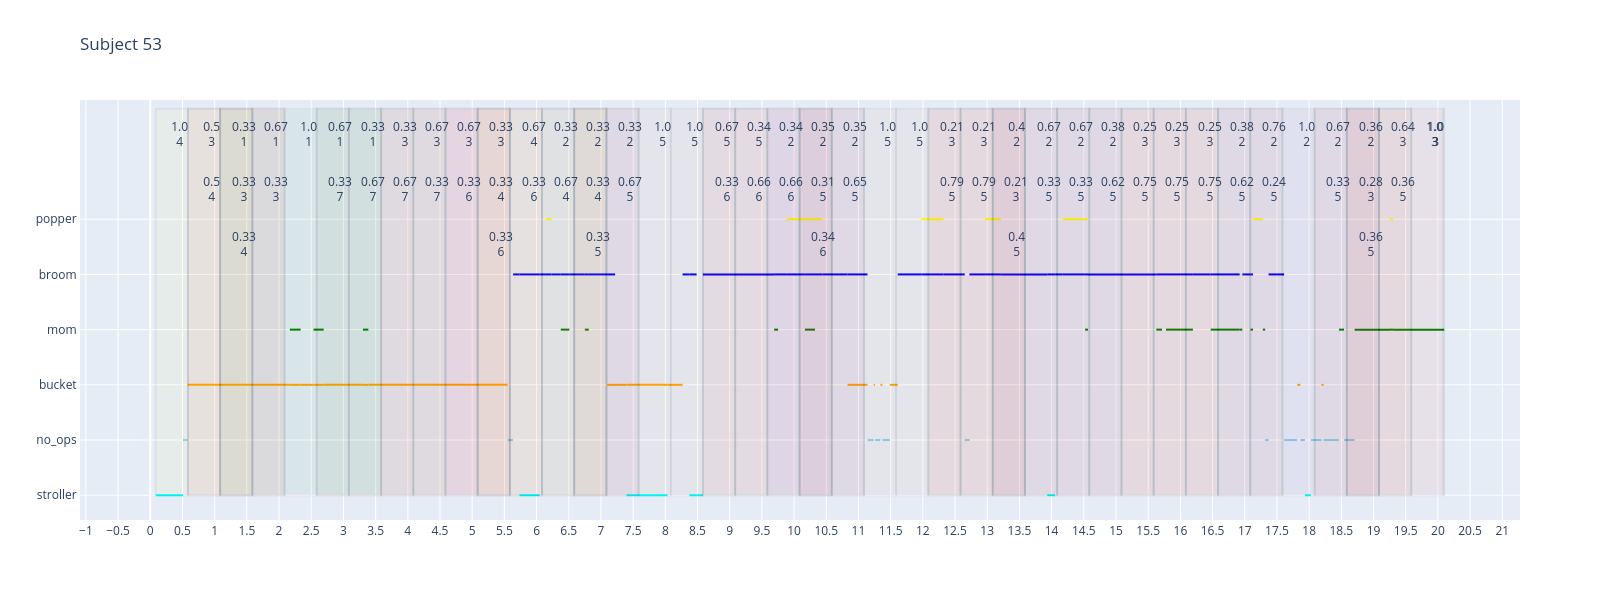 Subject 53
1.0 0.5 0.33 0.67 1.0 0.67 0.33 0.33 0.67 0.67 0.33 0.67 0.33 0.33 0.33 1.0 1.0 0.67 0.34 0.34 0.35 0.35 1.0 1.0 0.21 0.21 0.4 0.67 0.67 0.38 0.25 0.25 0.25 0.38 0.76 1.0 0.67 0.36 0.64 1.0
4 3 1 1 1 1 1 3 3 3 3 4 2 2 2 5 5 5 5 2 2 2 5 5 3 3 2 2 2 2 3 3 3 2 2 2 2 2 3 3
0.5 0.33 0.33 0.33 0.67 0.67 0.33 0.33 0.33 0.33 0.67 0.33 0.67 0.33 0.66 0.66 0.31 0.65 0.79 0.79 0.21 0.33 0.33 0.62 0.75 0.75 0.75 0.62 0.24 0.33 0.28 0.36
4 3 3 7 7 7 7 6 4 6 4 4 5 6 6 6 5 5 5 5 3 5 5 5 5 5 5 5 5 5 3 5
popper
0.33 0.33 0.33 0.34 0.4 0.36
4 6 5 6 5 5
broom
mom
bucket
no_ops
stroller
−1 −0.5 0 0.5 1 1.5 2 2.5 3 3.5 4 4.5 5 5.5 6 6.5 7 7.5 8 8.5 9 9.5 10 10.5 11 11.5 12 12.5 13 13.5 14 14.5 15 15.5 16 16.5 17 17.5 18 18.5 19 19.5 20 20.5 21